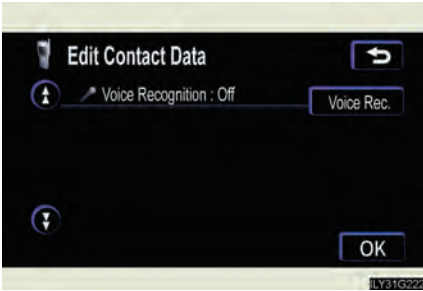 Edit Contact Data
Voice Recognition : Off
Voice Rec.
OK
ILY31G222